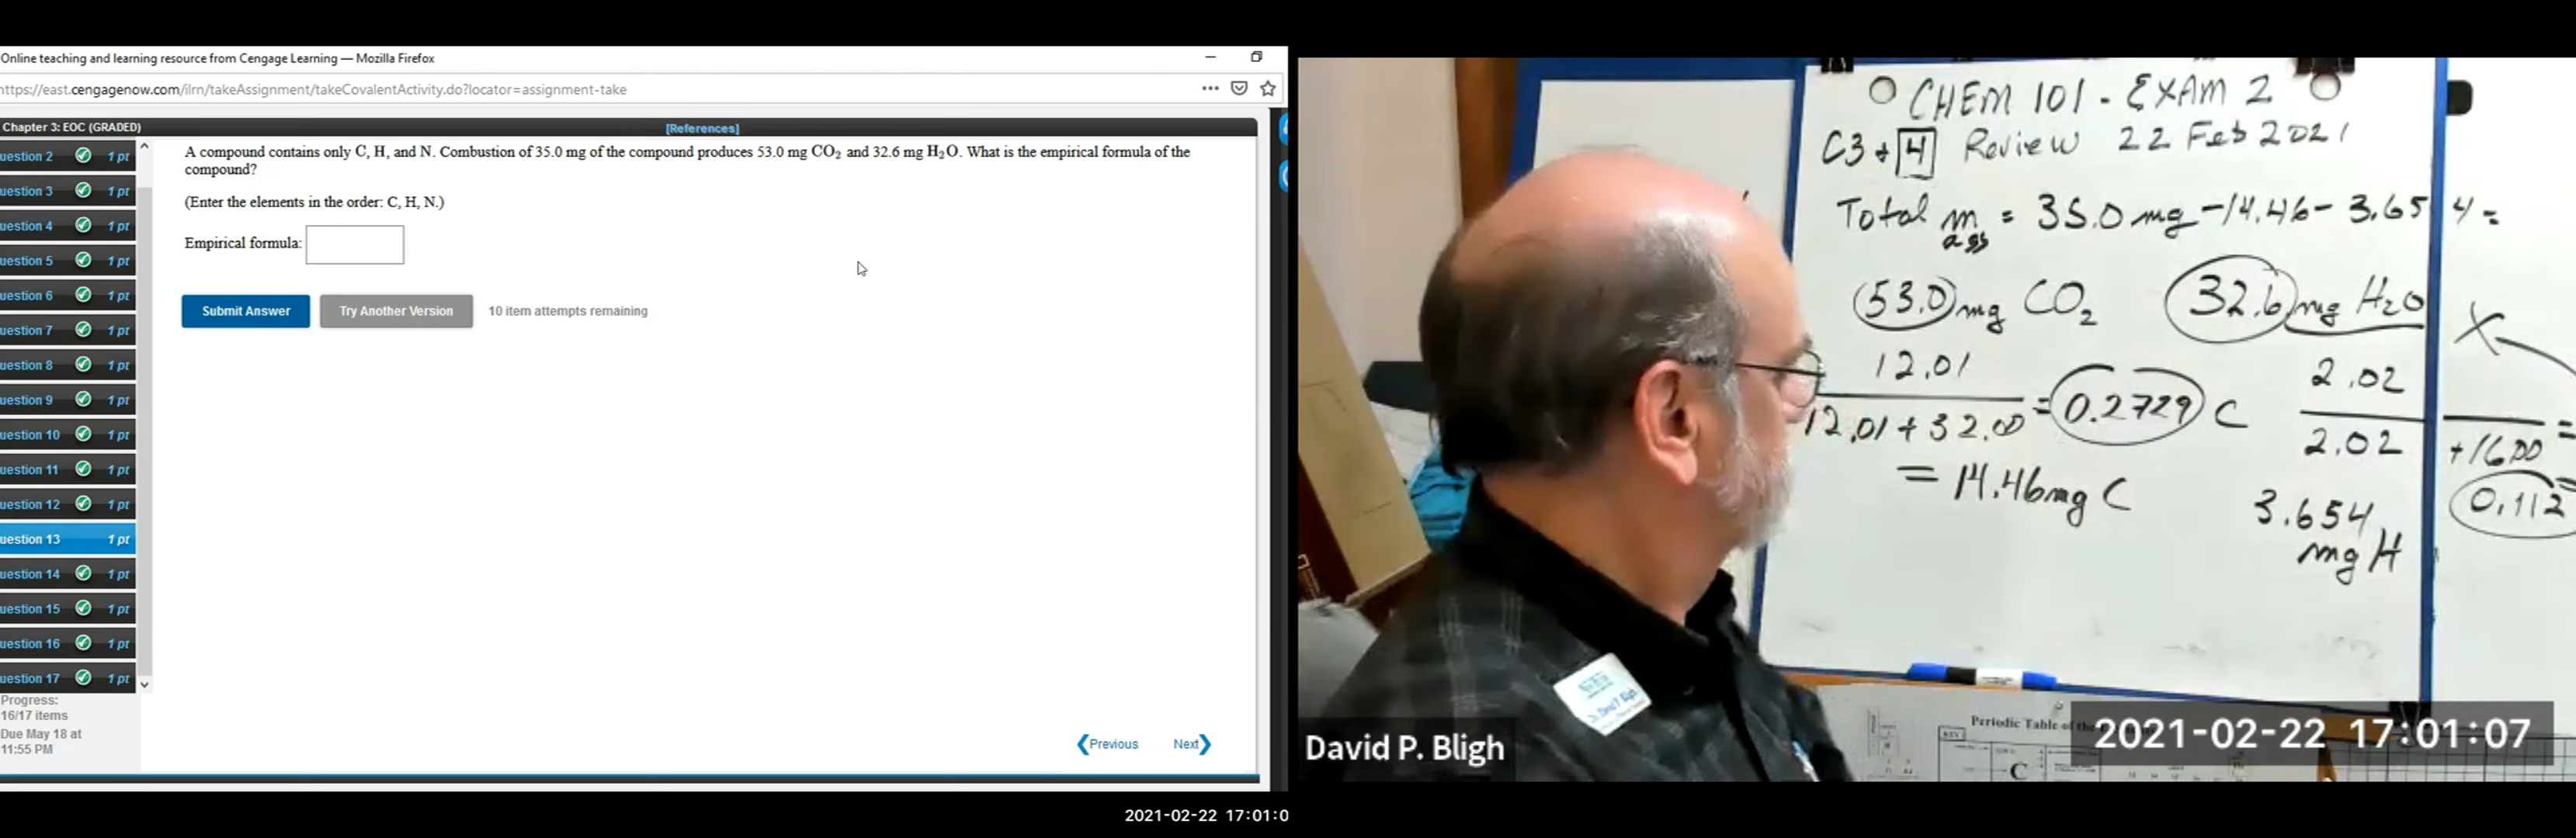 Online teaching and learning resource from Cengage Learning — Mozilla Firefox
https://east.cengagenow.com/ilrn/takeAssignment/takeCovalentActivity.do?locator=assignment-take
Chapter 3: EOC (GRADED)
[References]
uestion 2 1 pt
uestion 3 1 pt
uestion 4 1 pt
uestion 5 1 pt
uestion 6 1 pt
uestion 7 1 pt
uestion 8 1 pt
uestion 9 1 pt
uestion 10 1 pt
uestion 11 1 pt
uestion 12 1 pt
uestion 13 1 pt
uestion 14 1 pt
uestion 15 1 pt
uestion 16 1 pt
uestion 17 1 pt
Progress:
16/17 items
Due May 18 at
11:55 PM
A compound contains only C, H, and N. Combustion of 35.0 mg of the compound produces 53.0 mg CO₂ and 32.6 mg H₂O. What is the empirical formula of the
compound?
(Enter the elements in the order: C, H, N.)
Empirical formula:
Submit Answer Try Another Version 10 item attempts remaining
Previous Next
2021-02-22 17:01:0
CHEM 101 - EXAM 2
C3 + 4 Review 22 Feb 2021
Total mass = 35.0 mg - 14.46 - 3.654 =
53.0 mg CO₂ 32.6 mg H₂O X
12.01
12.01 + 32.00 = 0.2729 C
= 14.46 mg C
2.02
2.02 + 16.00 =
0.112
3.654
mg H
Periodic Table of the
C
David P. Bligh
2021-02-22 17:01:07